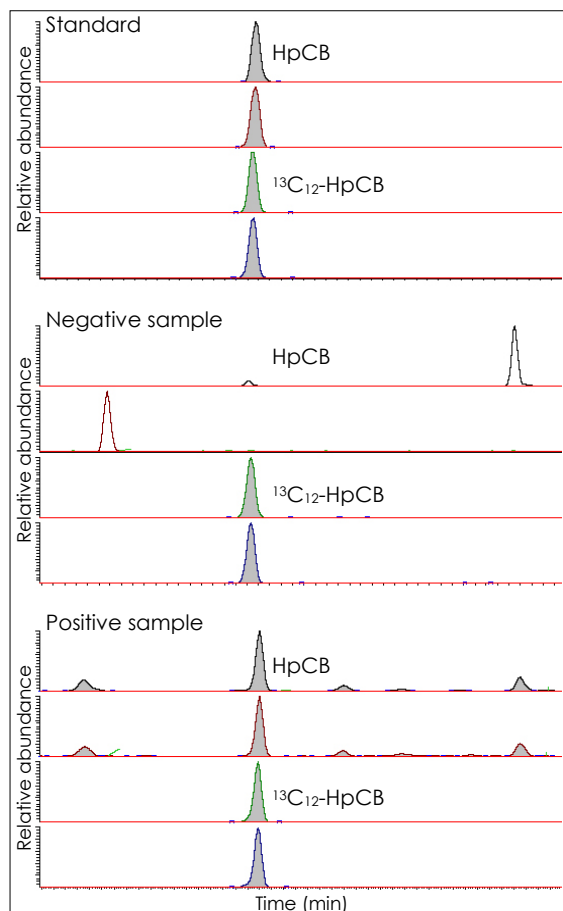 Standard
HpCB
¹³C₁₂-HpCB
Relative abundance
Negative sample
HpCB
¹³C₁₂-HpCB
Relative abundance
Positive sample
HpCB
¹³C₁₂-HpCB
Relative abundance
Time (min)